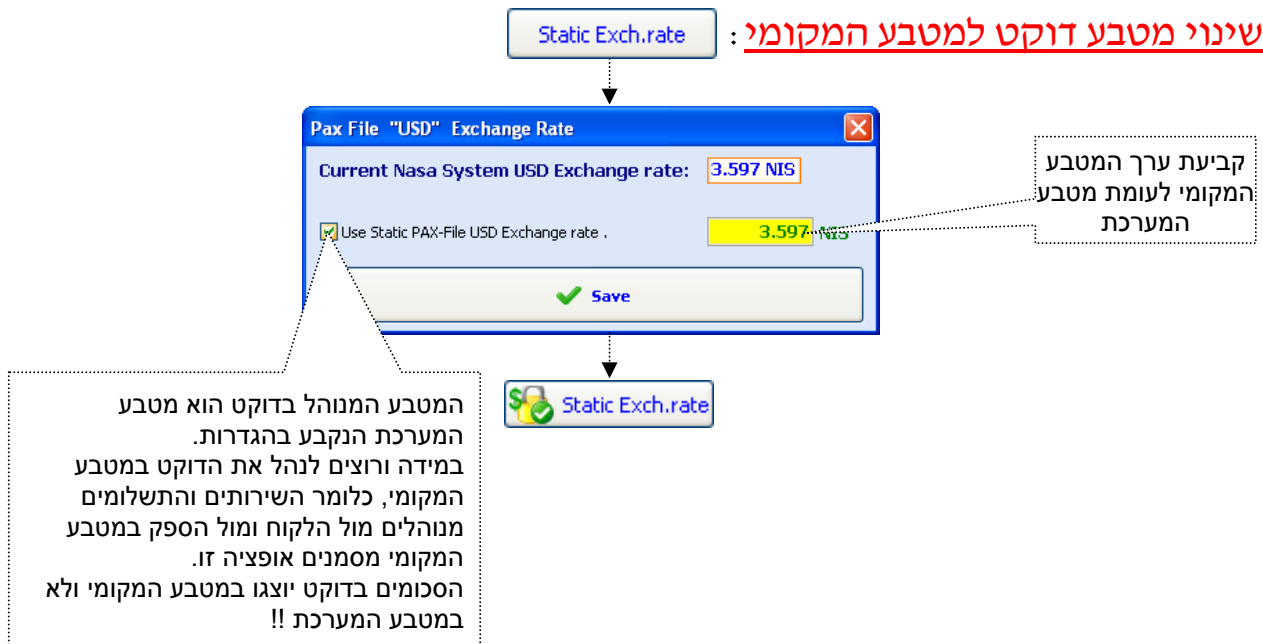 שינוי מטבע דוקט למטבע המקומי :
Static Exch.rate
Pax File "USD" Exchange Rate
Current Nasa System USD Exchange rate: 3.597 NIS
Use Static PAX-File USD Exchange rate . 3.597 NIS
Save
קביעת ערך המטבע
המקומי לעומת מטבע
המערכת
Static Exch.rate
המטבע המנוהל בדוקט הוא מטבע
המערכת הנקבע בהגדרות.
במידה ורוצים לנהל את הדוקט במטבע
המקומי, כלומר השירותים והתשלומים
מנוהלים מול הלקוח ומול הספק במטבע
המקומי מסמנים אופציה זו.
הסכומים בדוקט יוצגו במטבע המקומי ולא
במטבע המערכת !!